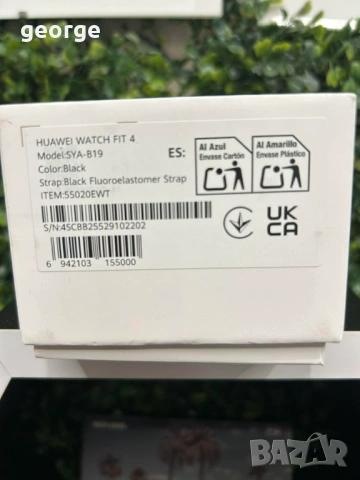 george
HUAWEI WATCH FIT 4
Model:SYA-B19
Color:Black
Strap:Black Fluoroelastomer Strap
ITEM:55020EWT
ES:
Al Azul
Envase Cartón
Al Amarillo
Envase Plástico
S/N:45CBB25529102202
6 942103 155000
UK
CA
BAZAR